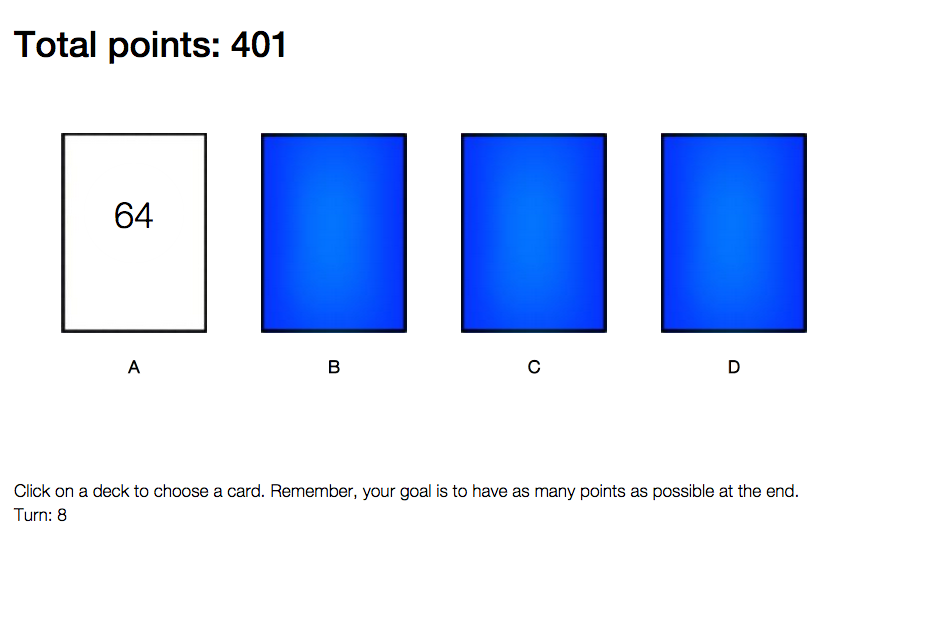 Total points: 401
64
A B C D
Click on a deck to choose a card. Remember, your goal is to have as many points as possible at the end.
Turn: 8